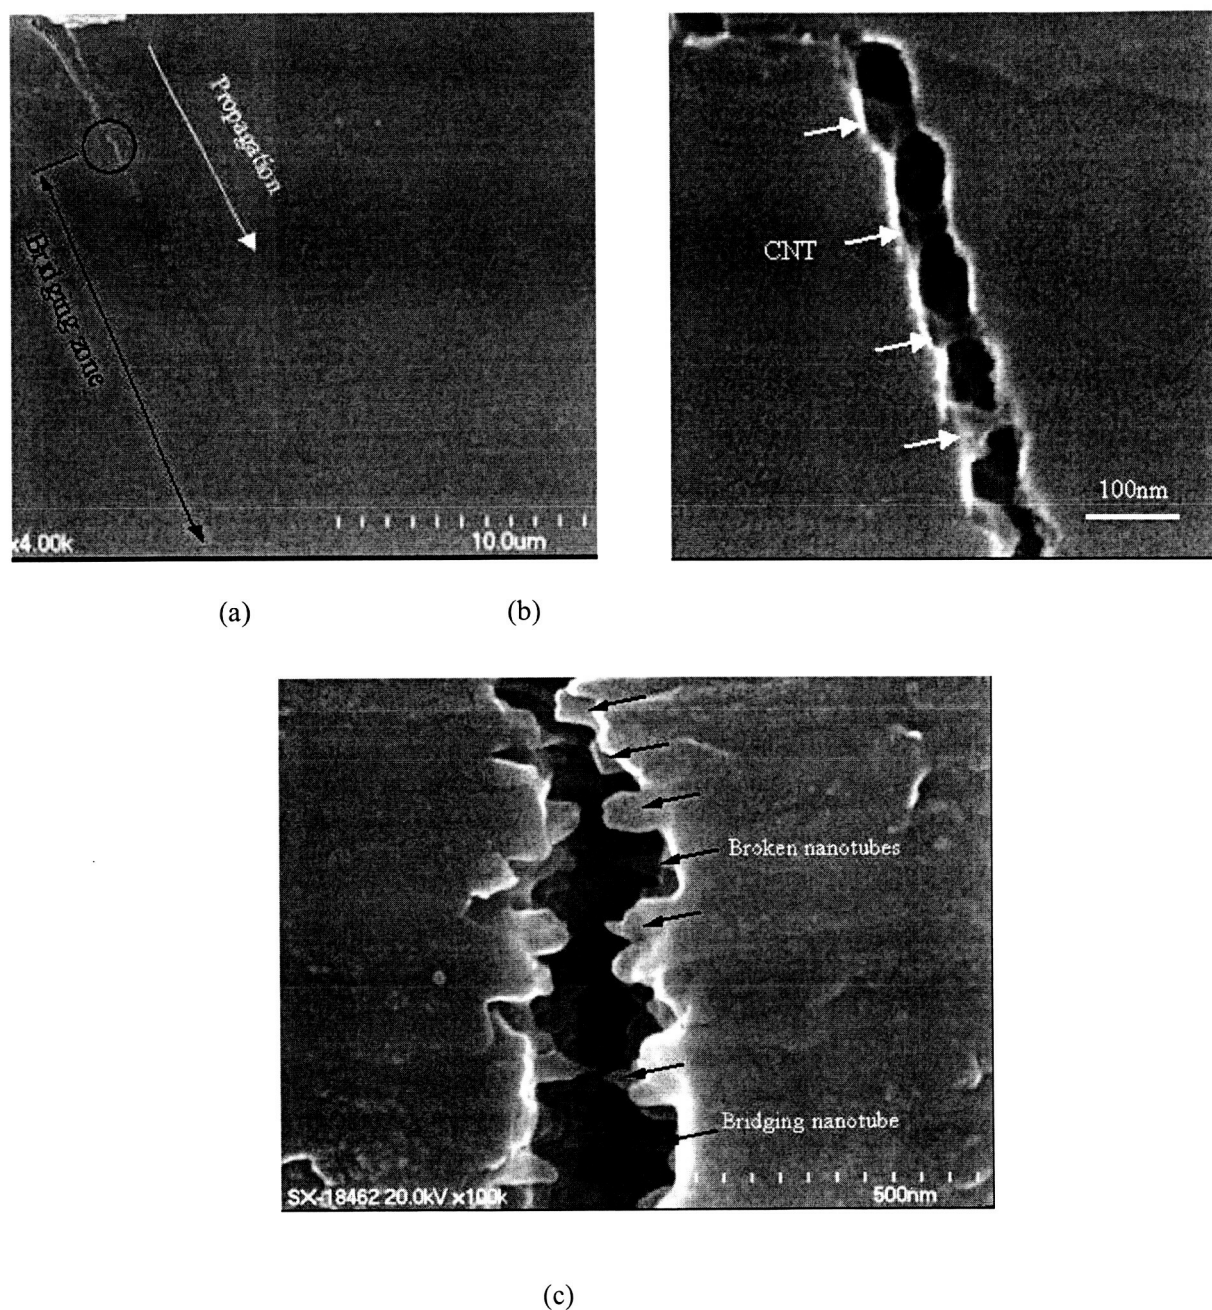 Propagation
Bridging zone
x4.00k
10.0um
CNT
100nm
(a)
(b)
Broken nanotubes
Bridging nanotube
SX-18462 20.0kV x100k
500nm
(c)